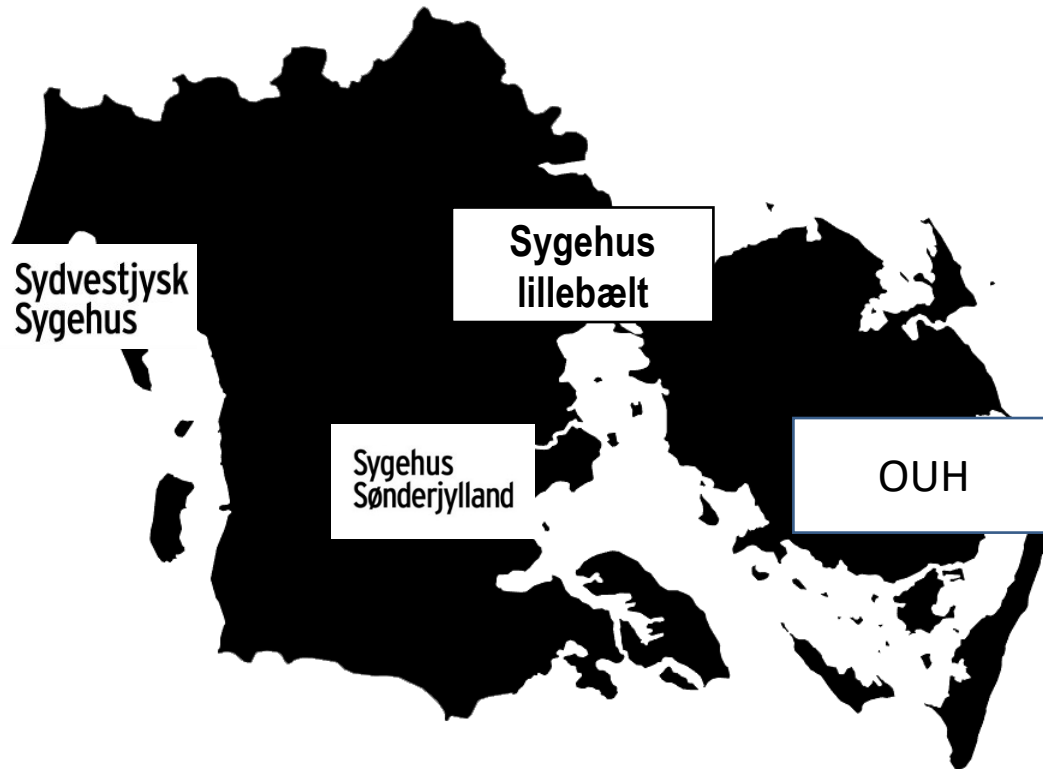 Sygehus
lillebælt
Sydvestjysk
Sygehus
Sygehus
Sønderjylland
OUH